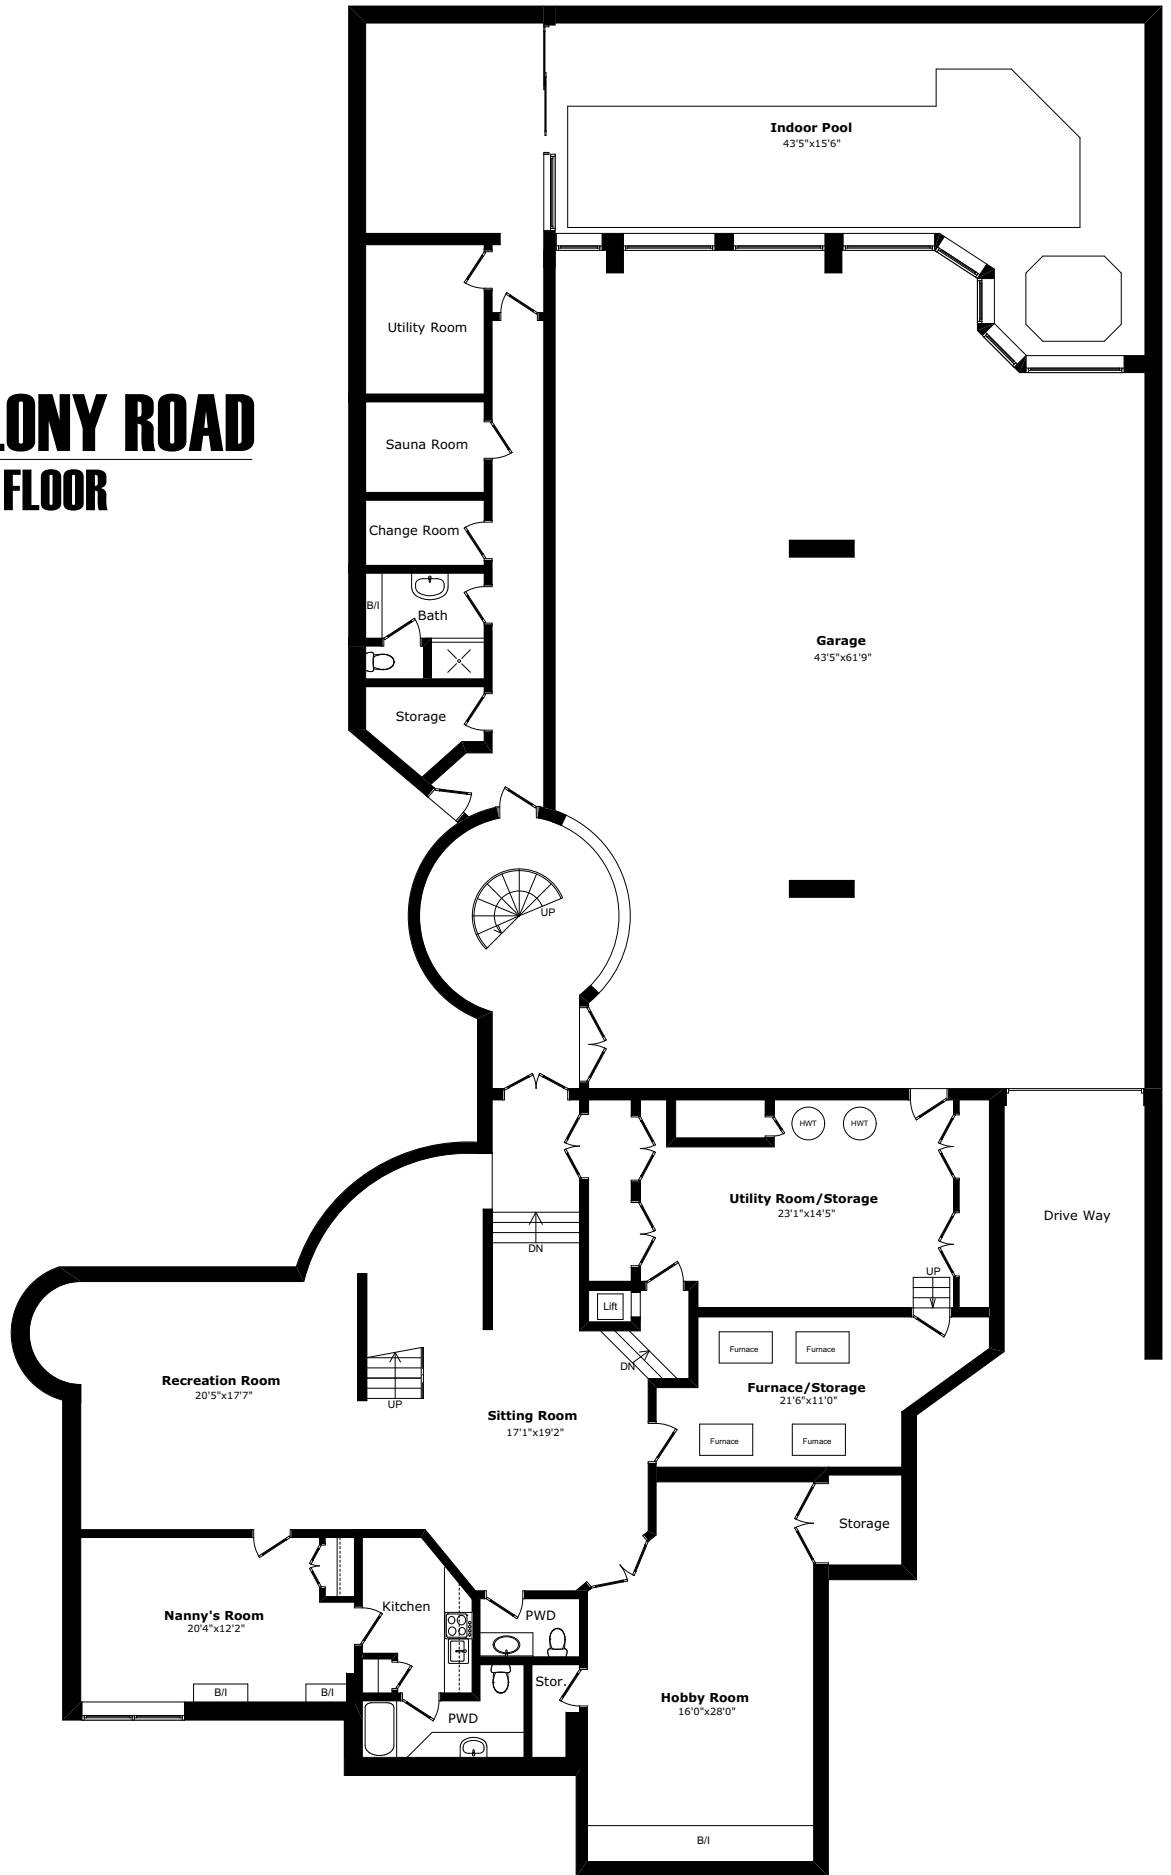 Indoor Pool
43'5"x15'6"
Utility Room
LONY ROAD
FLOOR
Sauna Room
Change Room
B/I
Bath
Garage
43'5"x61'9"
Storage
UP
HWT
HWT
Utility Room/Storage
23'1"x14'5"
Drive Way
DN
UP
Lift
Furnace
Furnace
DN
Recreation Room
20'5"x17'7"
Furnace/Storage
21'6"x11'0"
UP
Sitting Room
17'1"x19'2"
Furnace
Furnace
Storage
Nanny's Room
20'4"x12'2"
Kitchen
PWD
Stor.
B/I
B/I
Hobby Room
16'0"x28'0"
PWD
B/I